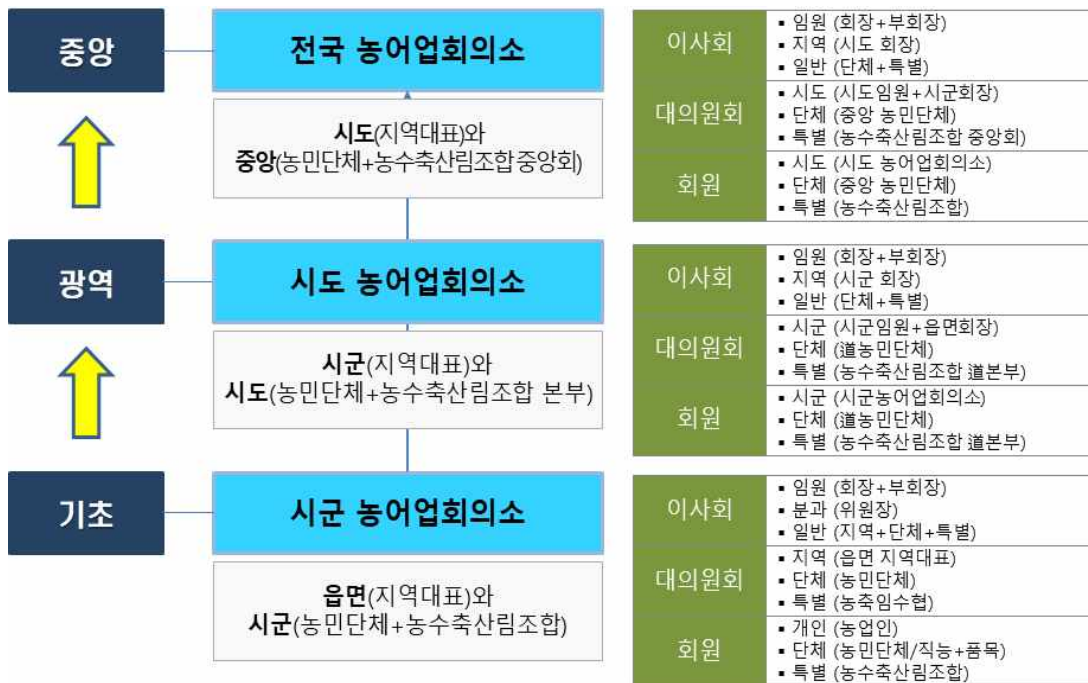 중앙
전국 농어업회의소
시도(지역대표)와
중앙(농민단체+농수축산림조합 중앙회)
이사회
▪ 임원 (회장+부회장)
▪ 지역 (시도 회장)
▪ 일반 (단체+특별)
대의원회
▪ 시도 (시도임원+시군회장)
▪ 단체 (중앙 농민단체)
▪ 특별 (농수축산림조합 중앙회)
회원
▪ 시도 (시도 농어업회의소)
▪ 단체 (중앙 농민단체)
▪ 특별 (농수축산림조합)
광역
시도 농어업회의소
시군(지역대표)와
시도(농민단체+농수축산림조합 본부)
이사회
▪ 임원 (회장+부회장)
▪ 지역 (시군 회장)
▪ 일반 (단체+특별)
대의원회
▪ 시군 (시군임원+읍면회장)
▪ 단체 (道농민단체)
▪ 특별 (농수축산림조합 道본부)
회원
▪ 시군 (시군농어업회의소)
▪ 단체 (道농민단체)
▪ 특별 (농수축산림조합 道본부)
기초
시군 농어업회의소
읍면(지역대표)와
시군(농민단체+농수축산림조합)
이사회
▪ 임원 (회장+부회장)
▪ 분과 (위원장)
▪ 일반 (지역+단체+특별)
대의원회
▪ 지역 (읍면 지역대표)
▪ 단체 (농민단체)
▪ 특별 (농축임수협)
회원
▪ 개인 (농업인)
▪ 단체 (농민단체/직능+품목)
▪ 특별 (농수축산림조합)